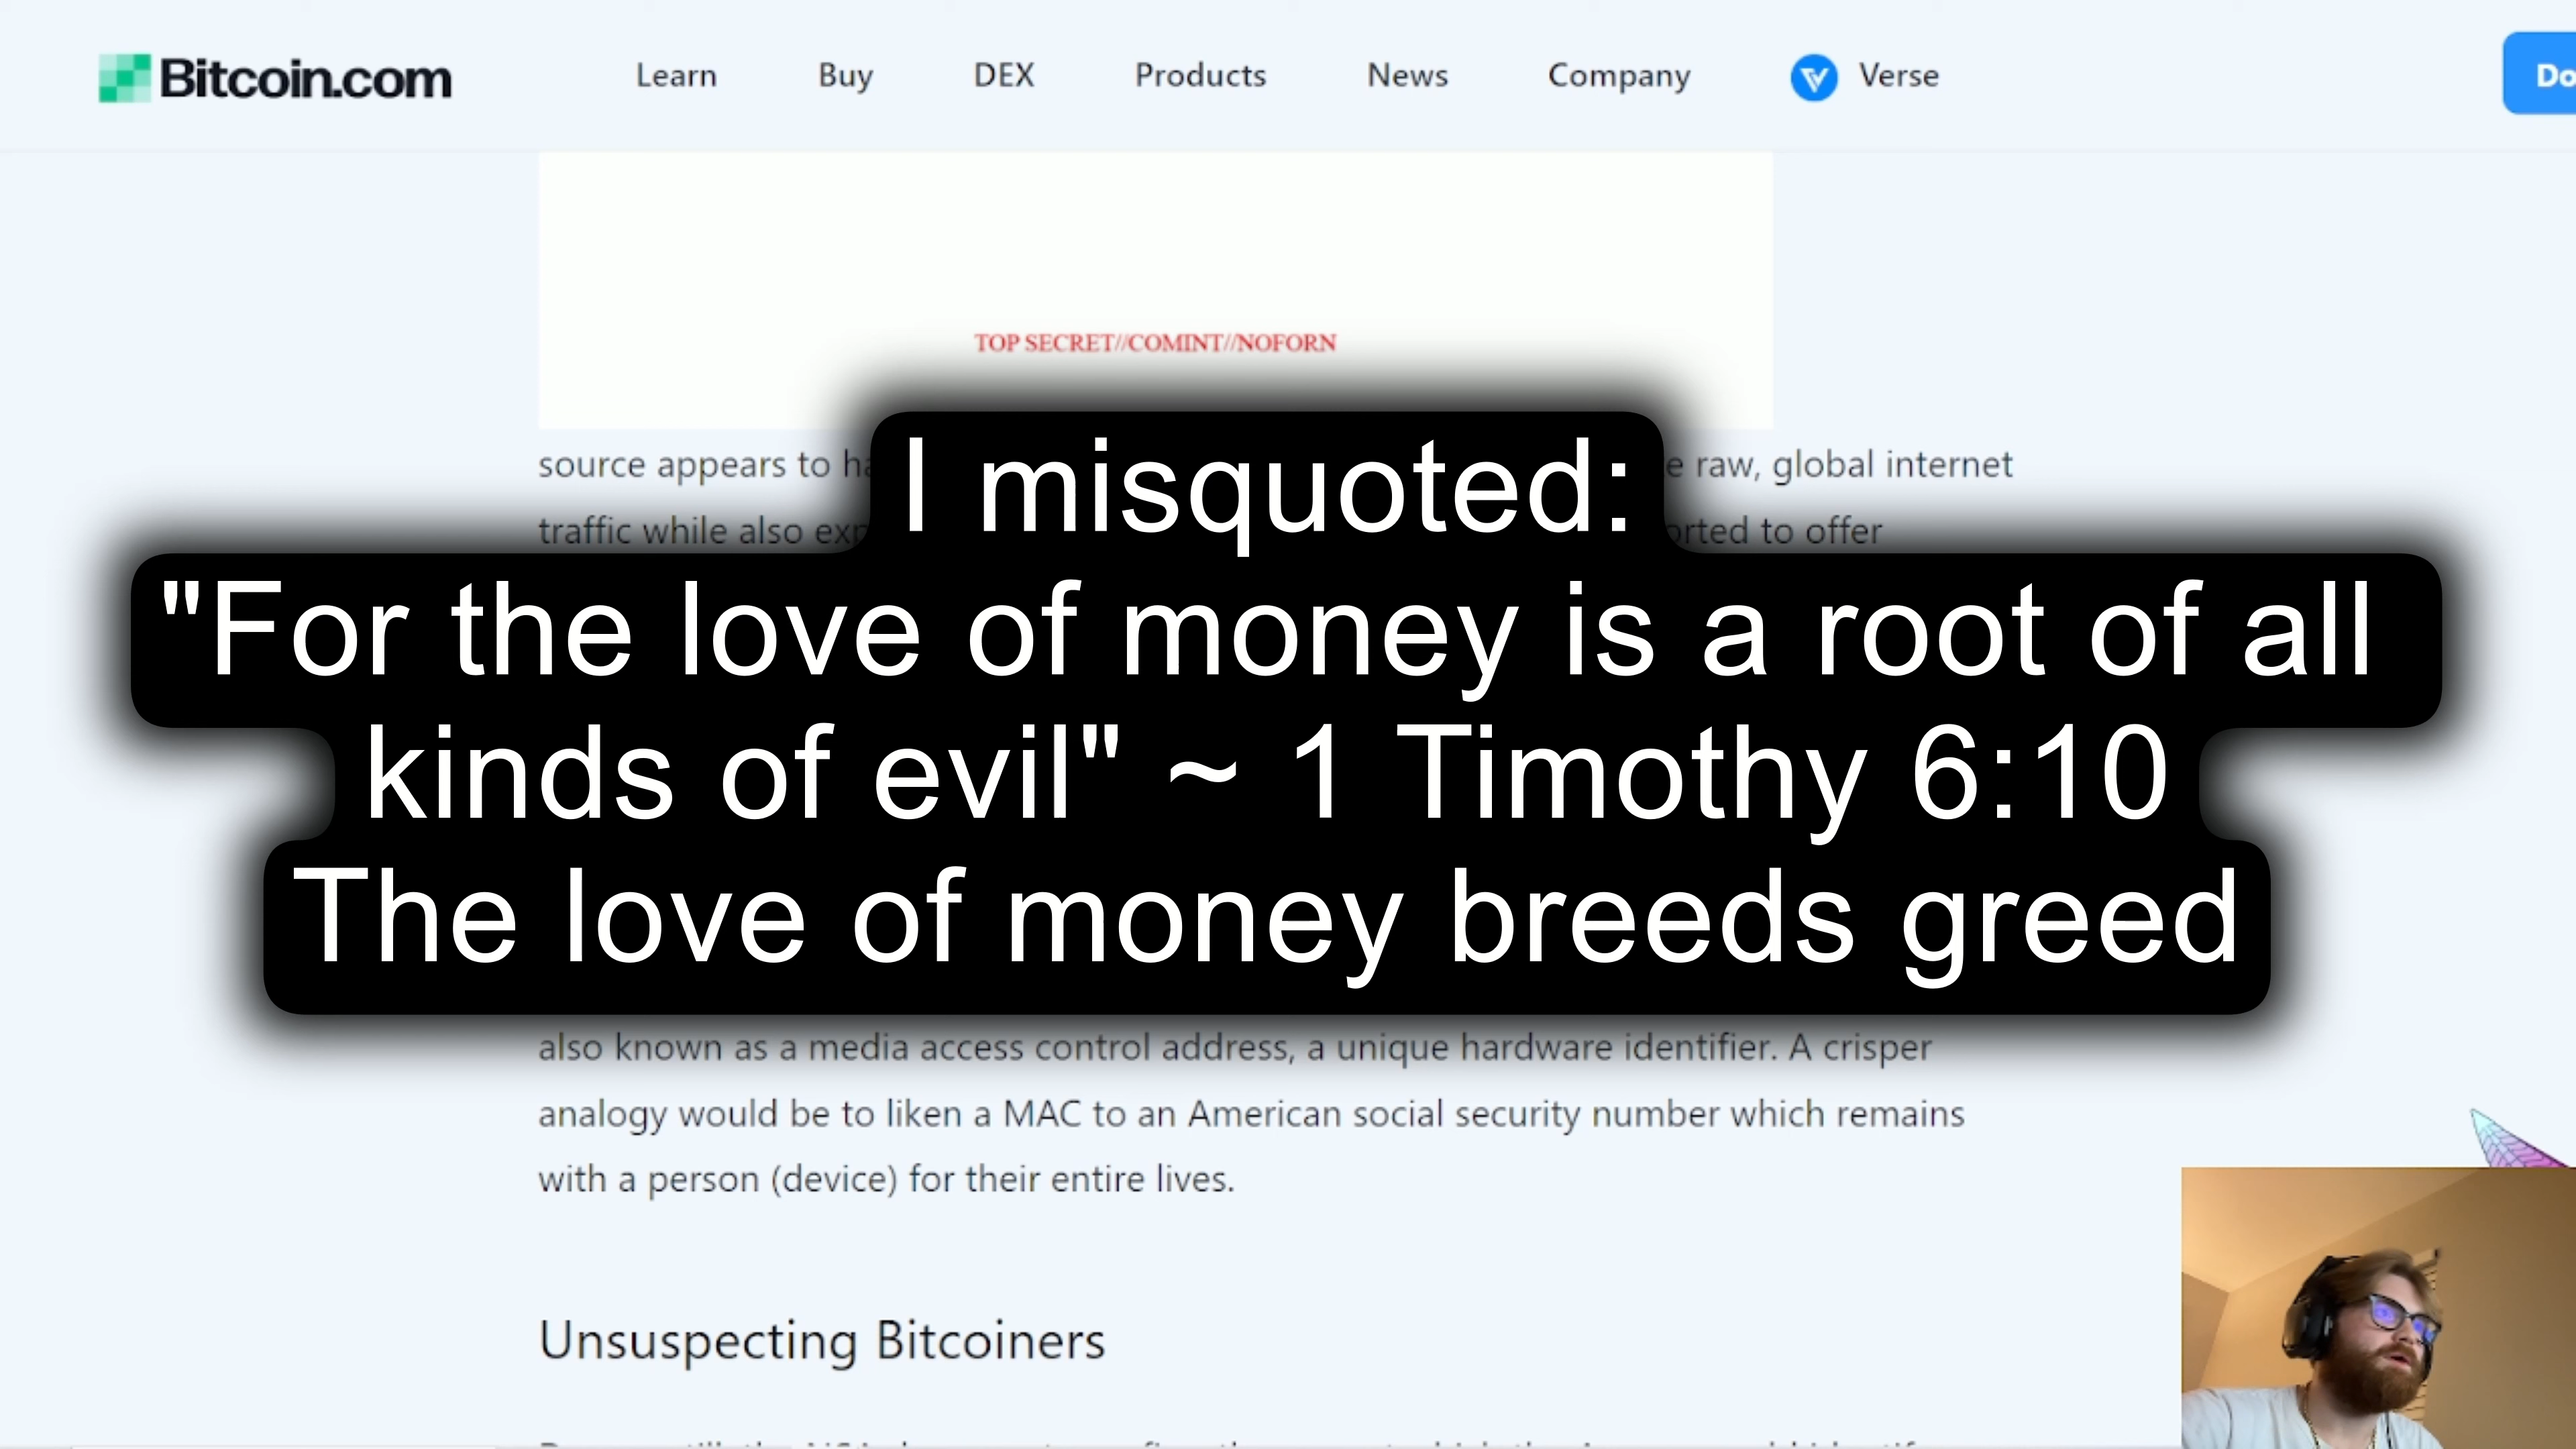 Bitcoin.com Learn Buy DEX Products News Company Verse
TOP SECRET//COMINT//NOFORN
source appears to raw, global internet
traffic while also to offer
I misquoted:
"For the love of money is a root of all
kinds of evil" ~ 1 Timothy 6:10
The love of money breeds greed
also known as a media access control address, a unique hardware identifier. A crisper
analogy would be to liken a MAC to an American social security number which remains
with a person (device) for their entire lives.
Unsuspecting Bitcoiners